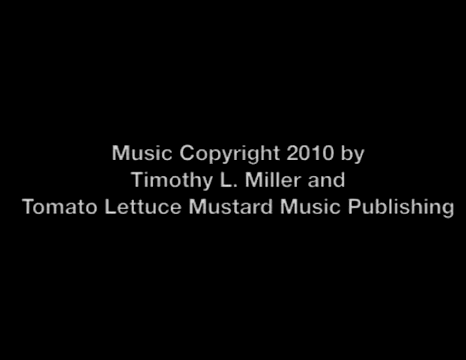 Music Copyright 2010 by
Timothy L. Miller and
Tomato Lettuce Mustard Music Publishing